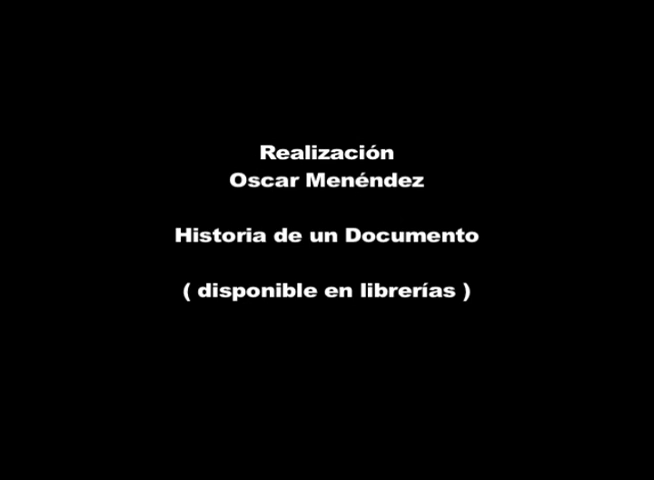 Realización
Oscar Menéndez
Historia de un Documento
( disponible en librerías )